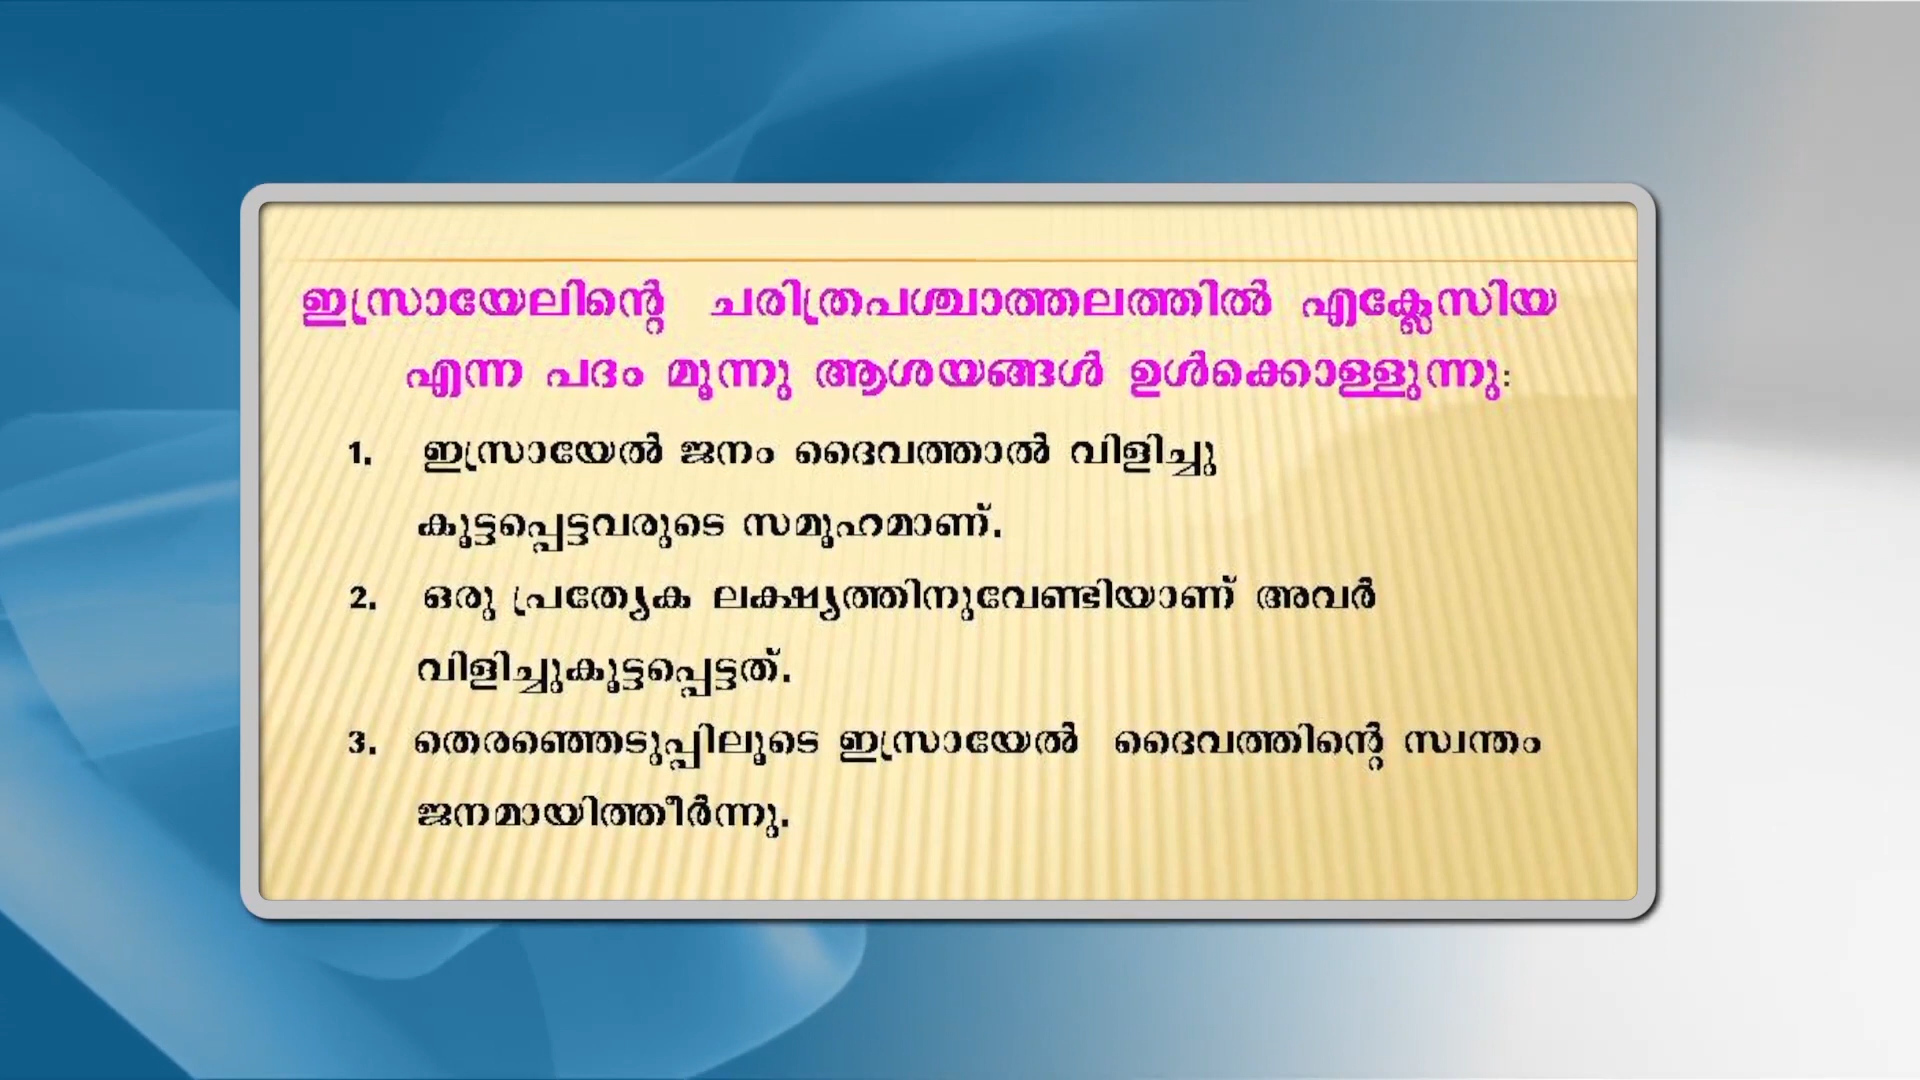 ഇസ്രായേലിന്റെ ചരിത്രപശ്ചാത്തലത്തിൽ എക്ലേസിയ
എന്ന പദം മൂന്നു ആശയങ്ങൾ ഉൾക്കൊള്ളുന്നു:
1. ഇസ്രായേൽ ജനം ദൈവത്താൽ വിളിച്ചു
കൂട്ടപ്പെട്ടവരുടെ സമൂഹമാണ്.
2. ഒരു പ്രത്യേക ലക്ഷ്യത്തിനുവേണ്ടിയാണ് അവർ
വിളിച്ചുകൂട്ടപ്പെട്ടത്.
3. തെരഞ്ഞെടുപ്പിലൂടെ ഇസ്രായേൽ ദൈവത്തിന്റെ സ്വന്തം
ജനമായിത്തീർന്നു.